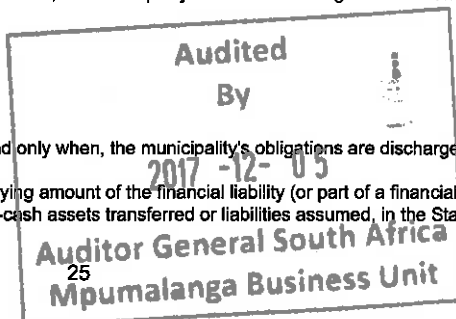 Audited
By
d only when, the municipality's obligations are discharge
2017 -12- 05
ying amount of the financial liability (or part of a financial
-cash assets transferred or liabilities assumed, in the Sta
Auditor General South Africa
25
Mpumalanga Business Unit